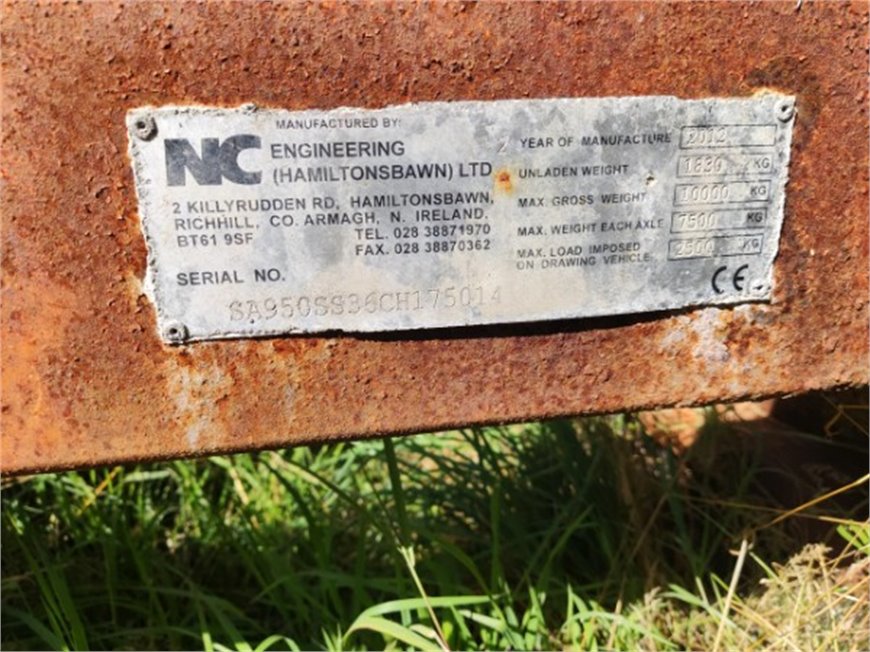 MANUFACTURED BY:
NC ENGINEERING
(HAMILTONSBAWN) LTD
2 KILLYRUDDEN RD, HAMILTONSBAWN,
RICHHILL, CO. ARMAGH, N. IRELAND.
BT61 9SF TEL. 028 38871970
FAX. 028 38870362
SERIAL NO.
SA950SS36CH175014
2 YEAR OF MANUFACTURE 2012
UNLADEN WEIGHT KG
MAX. GROSS WEIGHT 10000 KG
MAX. WEIGHT EACH AXLE 7500 KG
MAX. LOAD IMPOSED
ON DRAWING VEHICLE. 2500 KG
CE